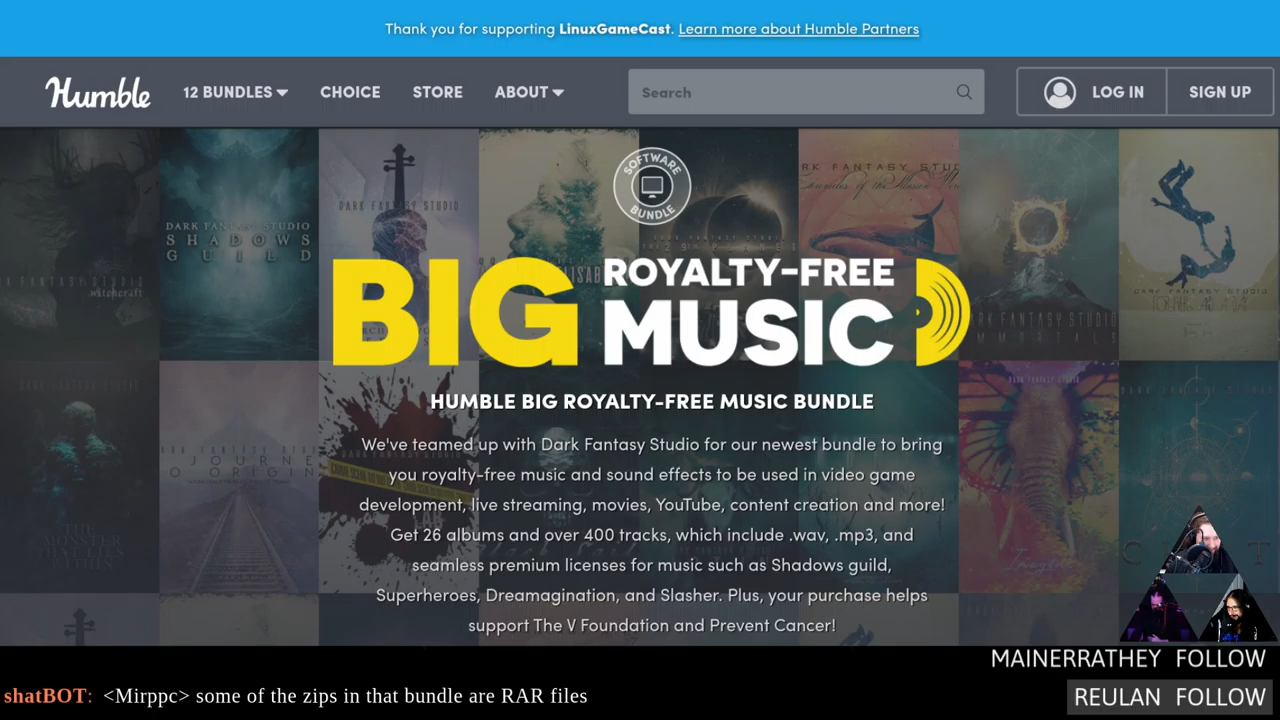 Thank you for supporting LinuxGameCast. Learn more about Humble Partners
Humble
12 BUNDLES
CHOICE
STORE
ABOUT
Search
LOG IN
SIGN UP
SOFTWARE BUNDLE
DARK FANTASY STUDIO
SHADOWS
GUILD
DARK FANTASY STUDIO
witchcraft
BIG ROYALTY-FREE MUSIC
HUMBLE BIG ROYALTY-FREE MUSIC BUNDLE
We've teamed up with Dark Fantasy Studio for our newest bundle to bring
you royalty-free music and sound effects to be used in video game
development, live streaming, movies, YouTube, content creation and more!
Get 26 albums and over 400 tracks, which include .wav, .mp3, and
seamless premium licenses for music such as Shadows guild,
Superheroes, Dreamagination, and Slasher. Plus, your purchase helps
support The V Foundation and Prevent Cancer!
MAINERRATHEY FOLLOW
shatBOT: <Mirppc> some of the zips in that bundle are RAR files
REULAN FOLLOW